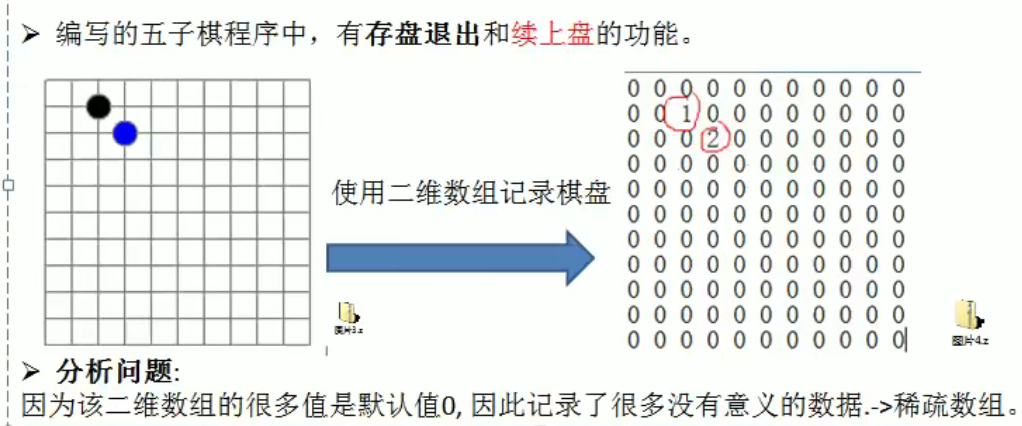 ➢ 编写的五子棋程序中，有存盘退出和续上盘的功能。
0 0 0 0 0 0 0 0 0 0 0
0 0 1 0 0 0 0 0 0 0 0
0 0 0 2 0 0 0 0 0 0 0
0 0 0 0 0 0 0 0 0 0 0
0 0 0 0 0 0 0 0 0 0 0
0 0 0 0 0 0 0 0 0 0 0
0 0 0 0 0 0 0 0 0 0 0
0 0 0 0 0 0 0 0 0 0 0
0 0 0 0 0 0 0 0 0 0 0
0 0 0 0 0 0 0 0 0 0 0
0 0 0 0 0 0 0 0 0 0 0
使用二维数组记录棋盘
图片3.z
图片4.z
➢ 分析问题:
因为该二维数组的很多值是默认值0, 因此记录了很多没有意义的数据.->稀疏数组。